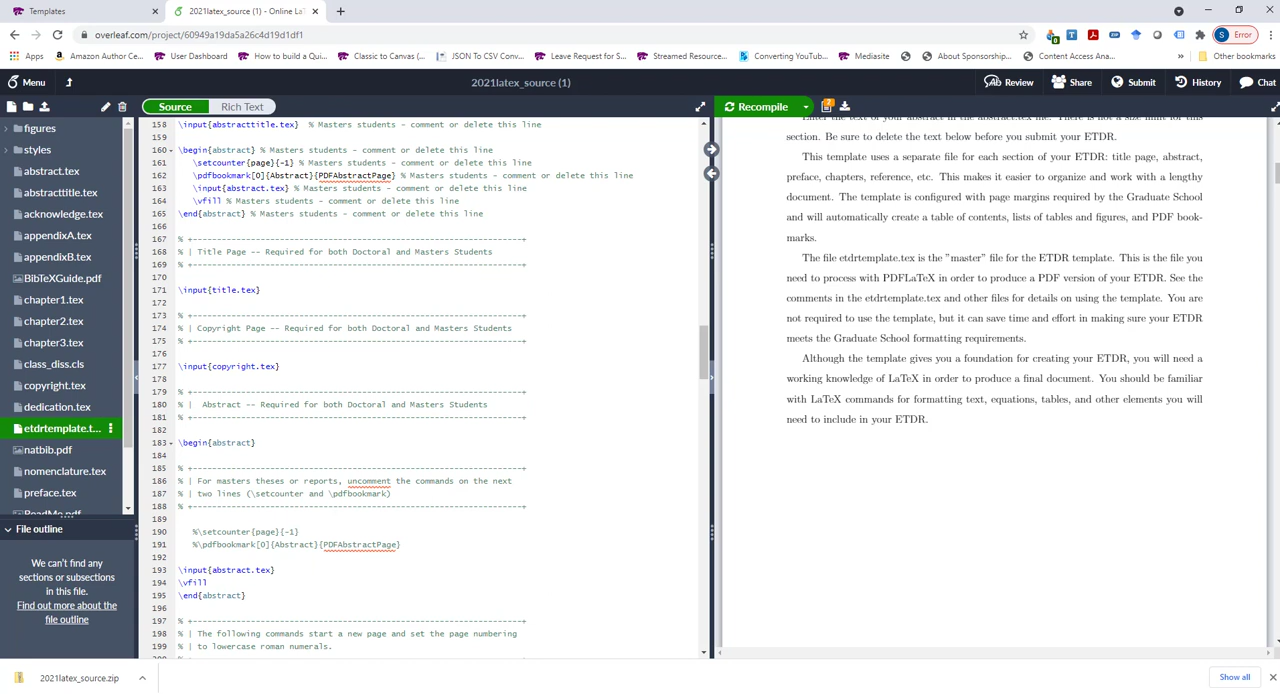 Templates
2021latex_source (1) - Online La
overleaf.com/project/60949a19da5a26c4d19d1df1
Error
Apps
Amazon Author Ce...
User Dashboard
How to build a Qui...
Classic to Canvas (...
JSON TO CSV Conv...
Leave Request for S...
Streamed Resource...
Converting YouTub...
Mediasite
About Sponsorship...
Content Access Ana...
Other bookmarks
Menu
2021latex_source (1)
Review
Share
Submit
History
Chat
Source
Rich Text
Recompile
figures
styles
abstract.tex
abstracttitle.tex
acknowledge.tex
appendixA.tex
appendixB.tex
BibTeXGuide.pdf
chapter1.tex
chapter2.tex
chapter3.tex
class_diss.cls
copyright.tex
dedication.tex
etdrtemplate.t...
natbib.pdf
nomenclature.tex
preface.tex
ReadMe.pdf
File outline
We can't find any
sections or subsections
in this file.
Find out more about the
file outline
158 \input{abstracttitle.tex} % Masters students - comment or delete this line
159
160 \begin{abstract} % Masters students - comment or delete this line
161 \setcounter{page}{-1} % Masters students - comment or delete this line
162 \pdfbookmark[0]{Abstract}{PDFAbstractPage} % Masters students - comment or delete this line
163 \input{abstract.tex} % Masters students - comment or delete this line
164 \vfill % Masters students - comment or delete this line
165 \end{abstract} % Masters students - comment or delete this line
166
167 % +---------------------------------------------------------------+
168 % | Title Page -- Required for both Doctoral and Masters Students
169 % +---------------------------------------------------------------+
170
171 \input{title.tex}
172
173 % +---------------------------------------------------------------+
174 % | Copyright Page -- Required for both Doctoral and Masters Students
175 % +---------------------------------------------------------------+
176
177 \input{copyright.tex}
178
179 % +---------------------------------------------------------------+
180 % | Abstract -- Required for both Doctoral and Masters Students
181 % +---------------------------------------------------------------+
182
183 \begin{abstract}
184
185 % +---------------------------------------------------------------+
186 % | For masters theses or reports, uncomment the commands on the next
187 % | two lines (\setcounter and \pdfbookmark)
188 % +---------------------------------------------------------------+
189
190 %\setcounter{page}{-1}
191 %\pdfbookmark[0]{Abstract}{PDFAbstractPage}
192
193 \input{abstract.tex}
194 \vfill
195 \end{abstract}
196
197 % +---------------------------------------------------------------+
198 % | The following commands start a new page and set the page numbering
199 % | to lowercase roman numerals.
section. Be sure to delete the text below before you submit your ETDR.
This template uses a separate file for each section of your ETDR: title page, abstract,
preface, chapters, reference, etc. This makes it easier to organize and work with a lengthy
document. The template is configured with page margins required by the Graduate School
and will automatically create a table of contents, lists of tables and figures, and PDF book-
marks.
The file etdrtemplate.tex is the "master" file for the ETDR template. This is the file you
need to process with PDFLaTeX in order to produce a PDF version of your ETDR. See the
comments in the etdrtemplate.tex and other files for details on using the template. You are
not required to use the template, but it can save time and effort in making sure your ETDR
meets the Graduate School formatting requirements.
Although the template gives you a foundation for creating your ETDR, you will need a
working knowledge of LaTeX in order to produce a final document. You should be familiar
with LaTeX commands for formatting text, equations, tables, and other elements you will
need to include in your ETDR.
2021latex_source.zip
Show all